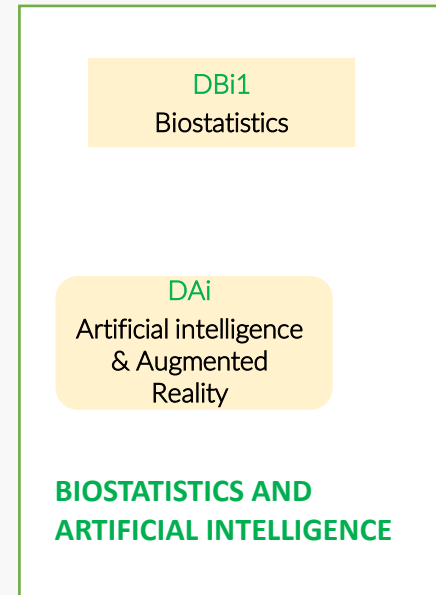 DBi1
Biostatistics
DAi
Artificial intelligence
& Augmented
Reality
BIOSTATISTICS AND
ARTIFICIAL INTELLIGENCE